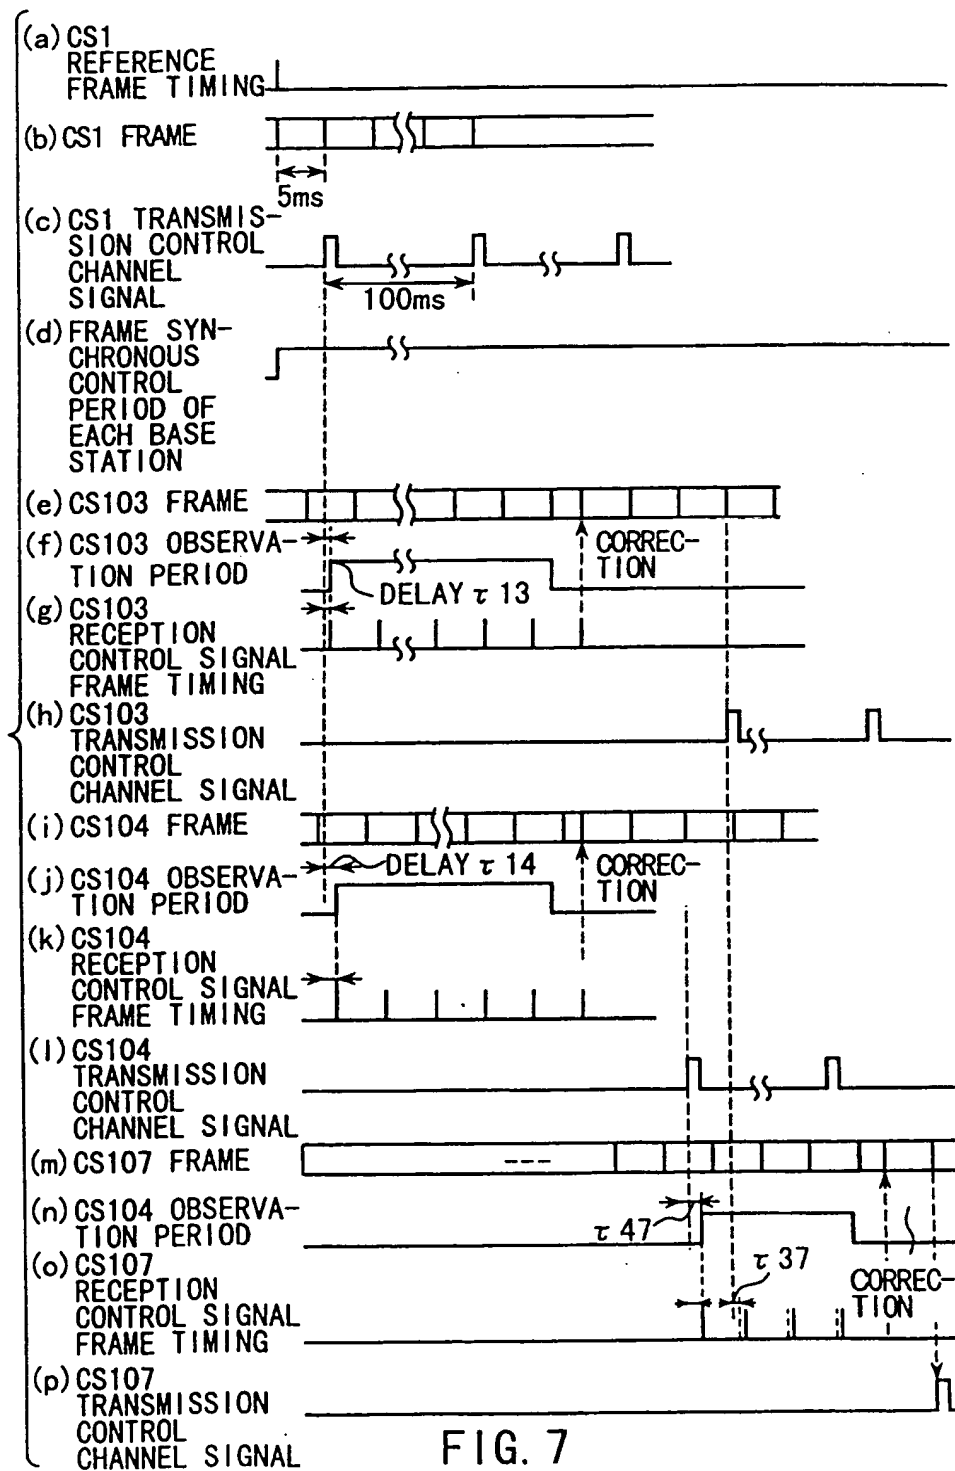 (a) CS1
REFERENCE
FRAME TIMING
(b) CS1 FRAME
5ms
(c) CS1 TRANSMIS-
SION CONTROL
CHANNEL
SIGNAL
100ms
(d) FRAME SYN-
CHRONOUS
CONTROL
PERIOD OF
EACH BASE
STATION
(e) CS103 FRAME
(f) CS103 OBSERVA-
TION PERIOD
CORREC-
TION
DELAY τ 13
(g) CS103
RECEPTION
CONTROL SIGNAL
FRAME TIMING
(h) CS103
TRANSMISSION
CONTROL
CHANNEL SIGNAL
(i) CS104 FRAME
DELAY τ 14
CORREC-
TION
(j) CS104 OBSERVA-
TION PERIOD
(k) CS104
RECEPTION
CONTROL SIGNAL
FRAME TIMING
(l) CS104
TRANSMISSION
CONTROL
CHANNEL SIGNAL
(m) CS107 FRAME
(n) CS104 OBSERVA-
TION PERIOD
τ 47
(o) CS107
RECEPTION
CONTROL SIGNAL
FRAME TIMING
τ 37
CORREC-
TION
(p) CS107
TRANSMISSION
CONTROL
CHANNEL SIGNAL
FIG. 7